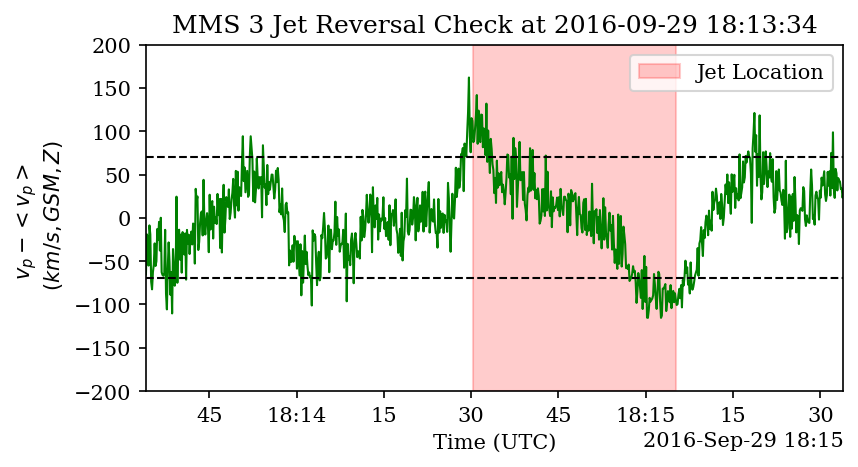 MMS 3 Jet Reversal Check at 2016-09-29 18:13:34
Jet Location
200
150
100
50
0
−50
−100
−150
−200
v_p − < v_p >
(km/s, GSM, Z)
45 18:14 15 30 45 18:15 15 30
Time (UTC)
2016-Sep-29 18:15